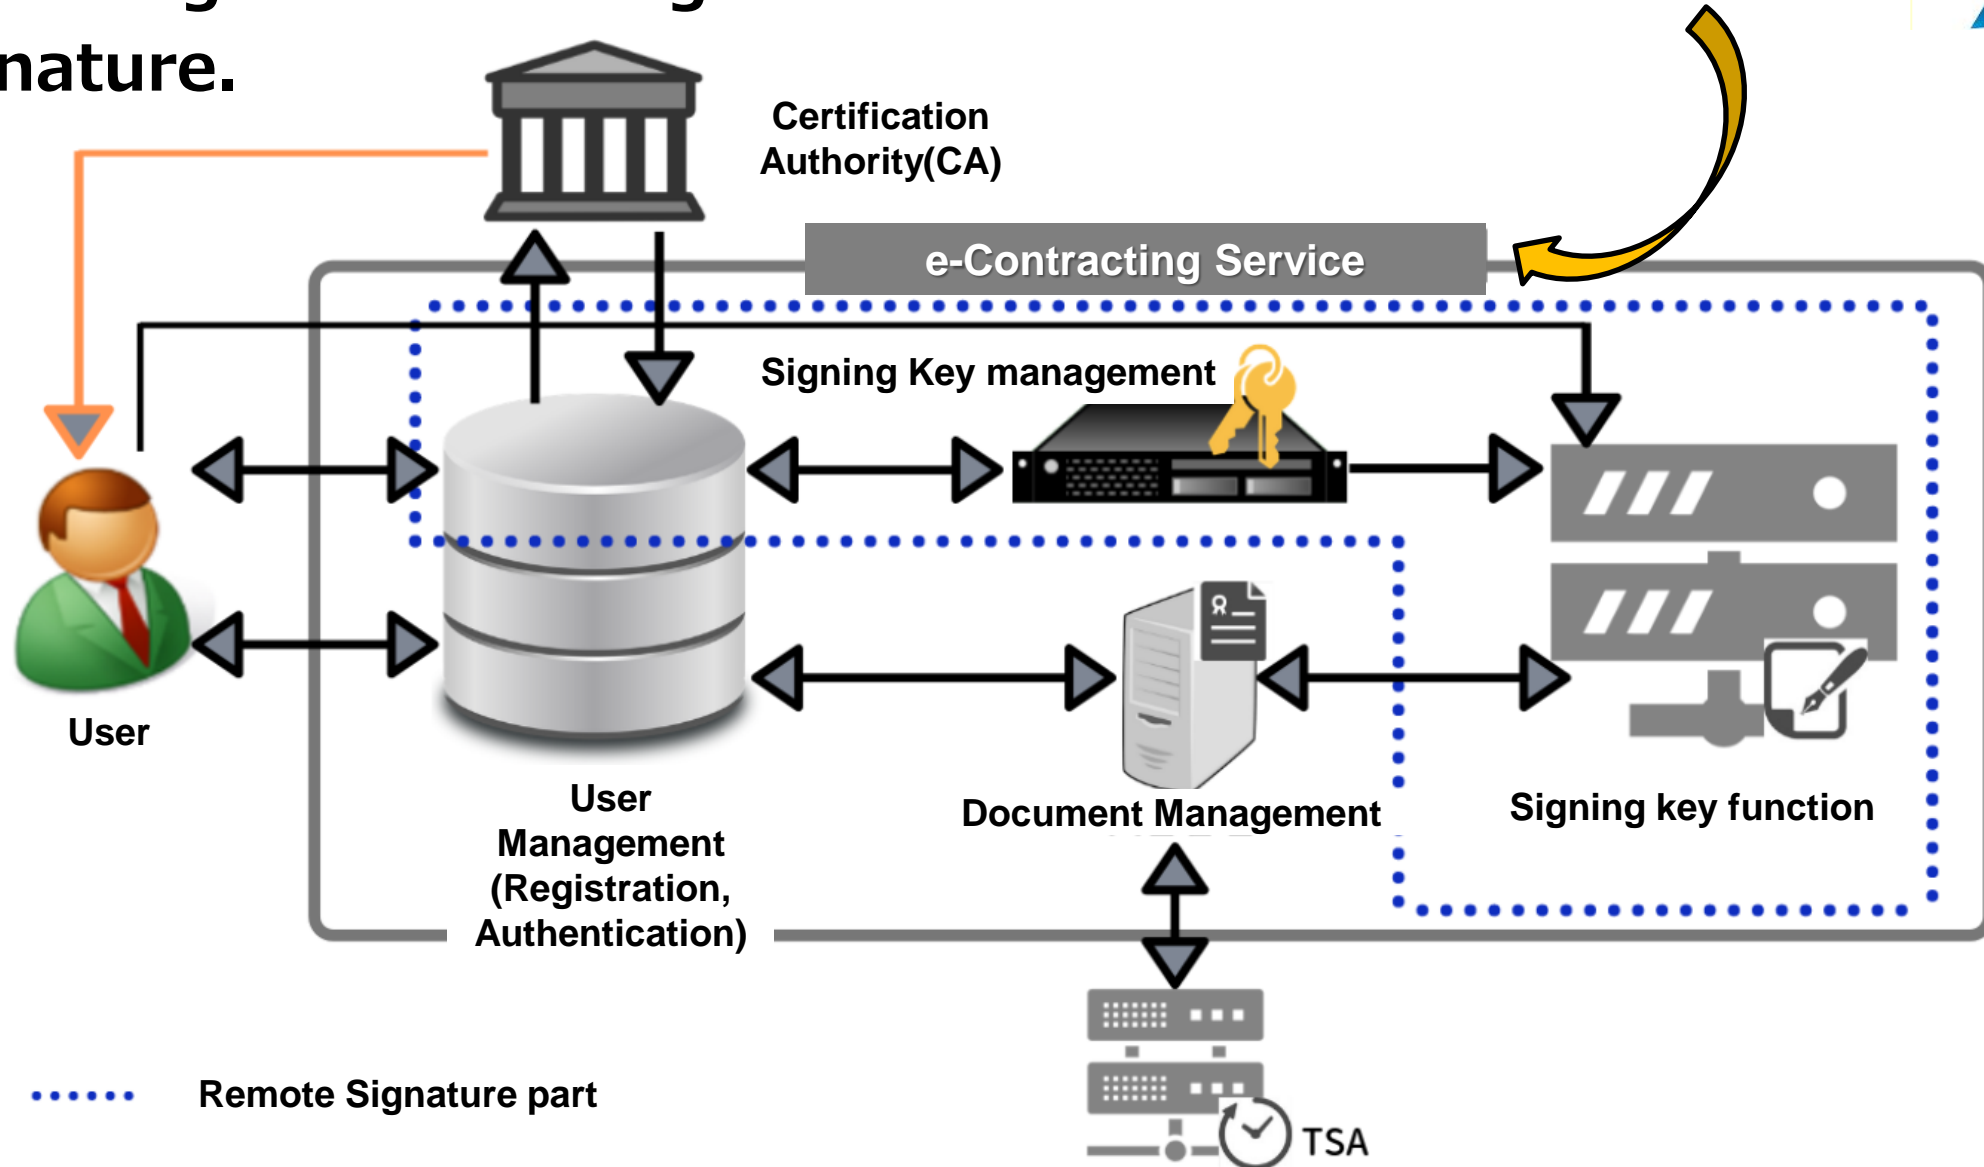 nature.
Certification
Authority(CA)
e-Contracting Service
Signing Key management
User
User
Management
(Registration,
Authentication)
Document Management
Signing key function
Remote Signature part
TSA